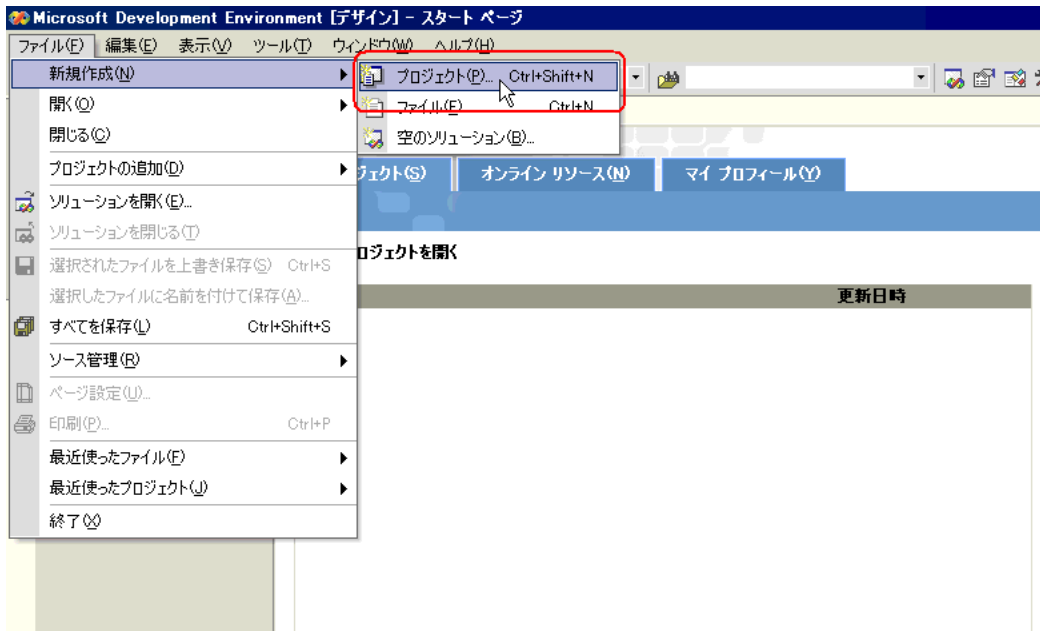 Microsoft Development Environment [デザイン] - スタート ページ
ファイル(F) 編集(E) 表示(V) ツール(T) ウィンドウ(W) ヘルプ(H)
新規作成(N)
プロジェクト(P)... Ctrl+Shift+N
開く(O)
ファイル(F)... Ctrl+N
閉じる(C)
空のソリューション(B)...
プロジェクトの追加(D)
ジェクト(S) オンライン リソース(N) マイ プロフィール(Y)
ソリューションを開く(E)...
ソリューションを閉じる(T)
ロジェクトを開く
選択されたファイルを上書き保存(S) Ctrl+S
選択したファイルに名前を付けて保存(A)...
更新日時
すべてを保存(L) Ctrl+Shift+S
ソース管理(R)
ページ設定(U)...
印刷(P)... Ctrl+P
最近使ったファイル(F)
最近使ったプロジェクト(J)
終了(X)